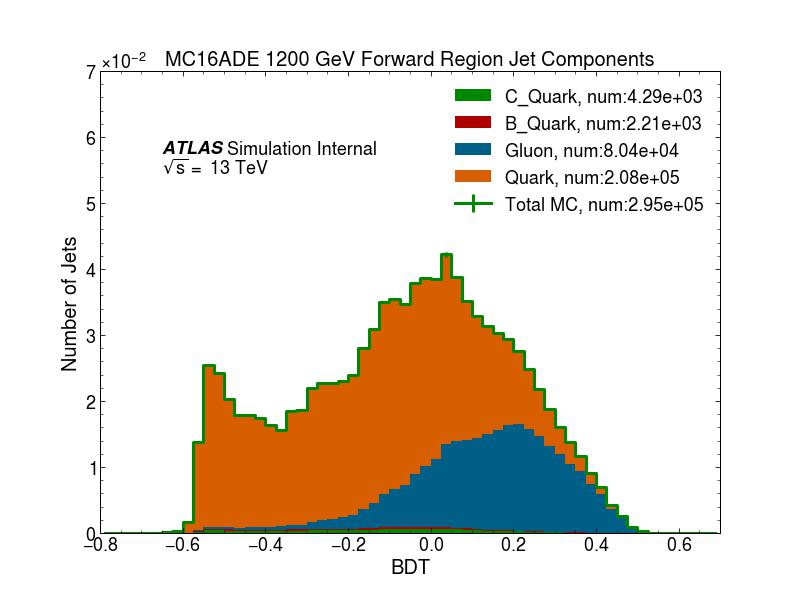 ×10−2
MC16ADE 1200 GeV Forward Region Jet Components
C_Quark, num:4.29e+03
B_Quark, num:2.21e+03
Gluon, num:8.04e+04
Quark, num:2.08e+05
Total MC, num:2.95e+05
ATLAS Simulation Internal
√s = 13 TeV
Number of Jets
7
6
5
4
3
2
1
0
−0.8 −0.6 −0.4 −0.2 0.0 0.2 0.4 0.6
BDT